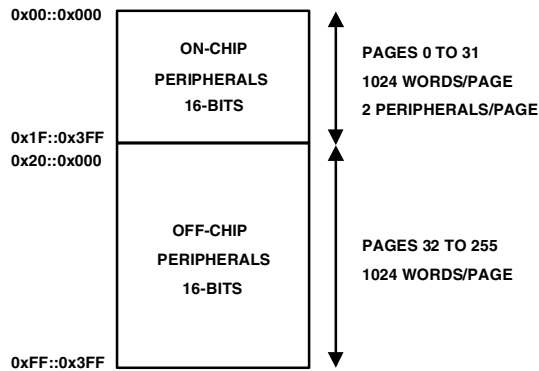 0x00::0x000
ON-CHIP
PERIPHERALS
16-BITS
PAGES 0 TO 31
1024 WORDS/PAGE
2 PERIPHERALS/PAGE
0x1F::0x3FF
0x20::0x000
OFF-CHIP
PERIPHERALS
16-BITS
PAGES 32 TO 255
1024 WORDS/PAGE
0xFF::0x3FF